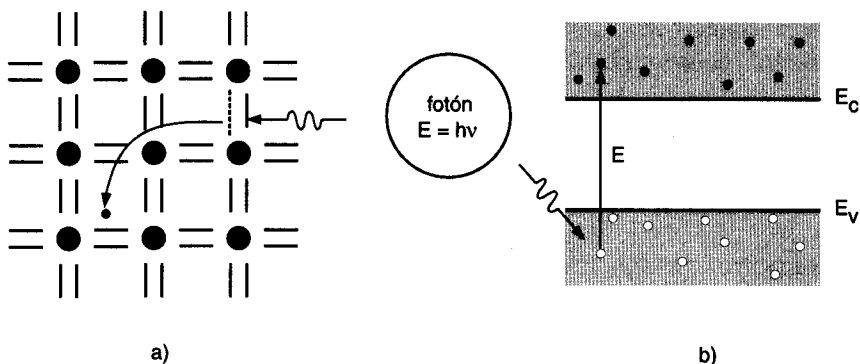 fotón
E = hν
E_C
E
E_V
a)
b)